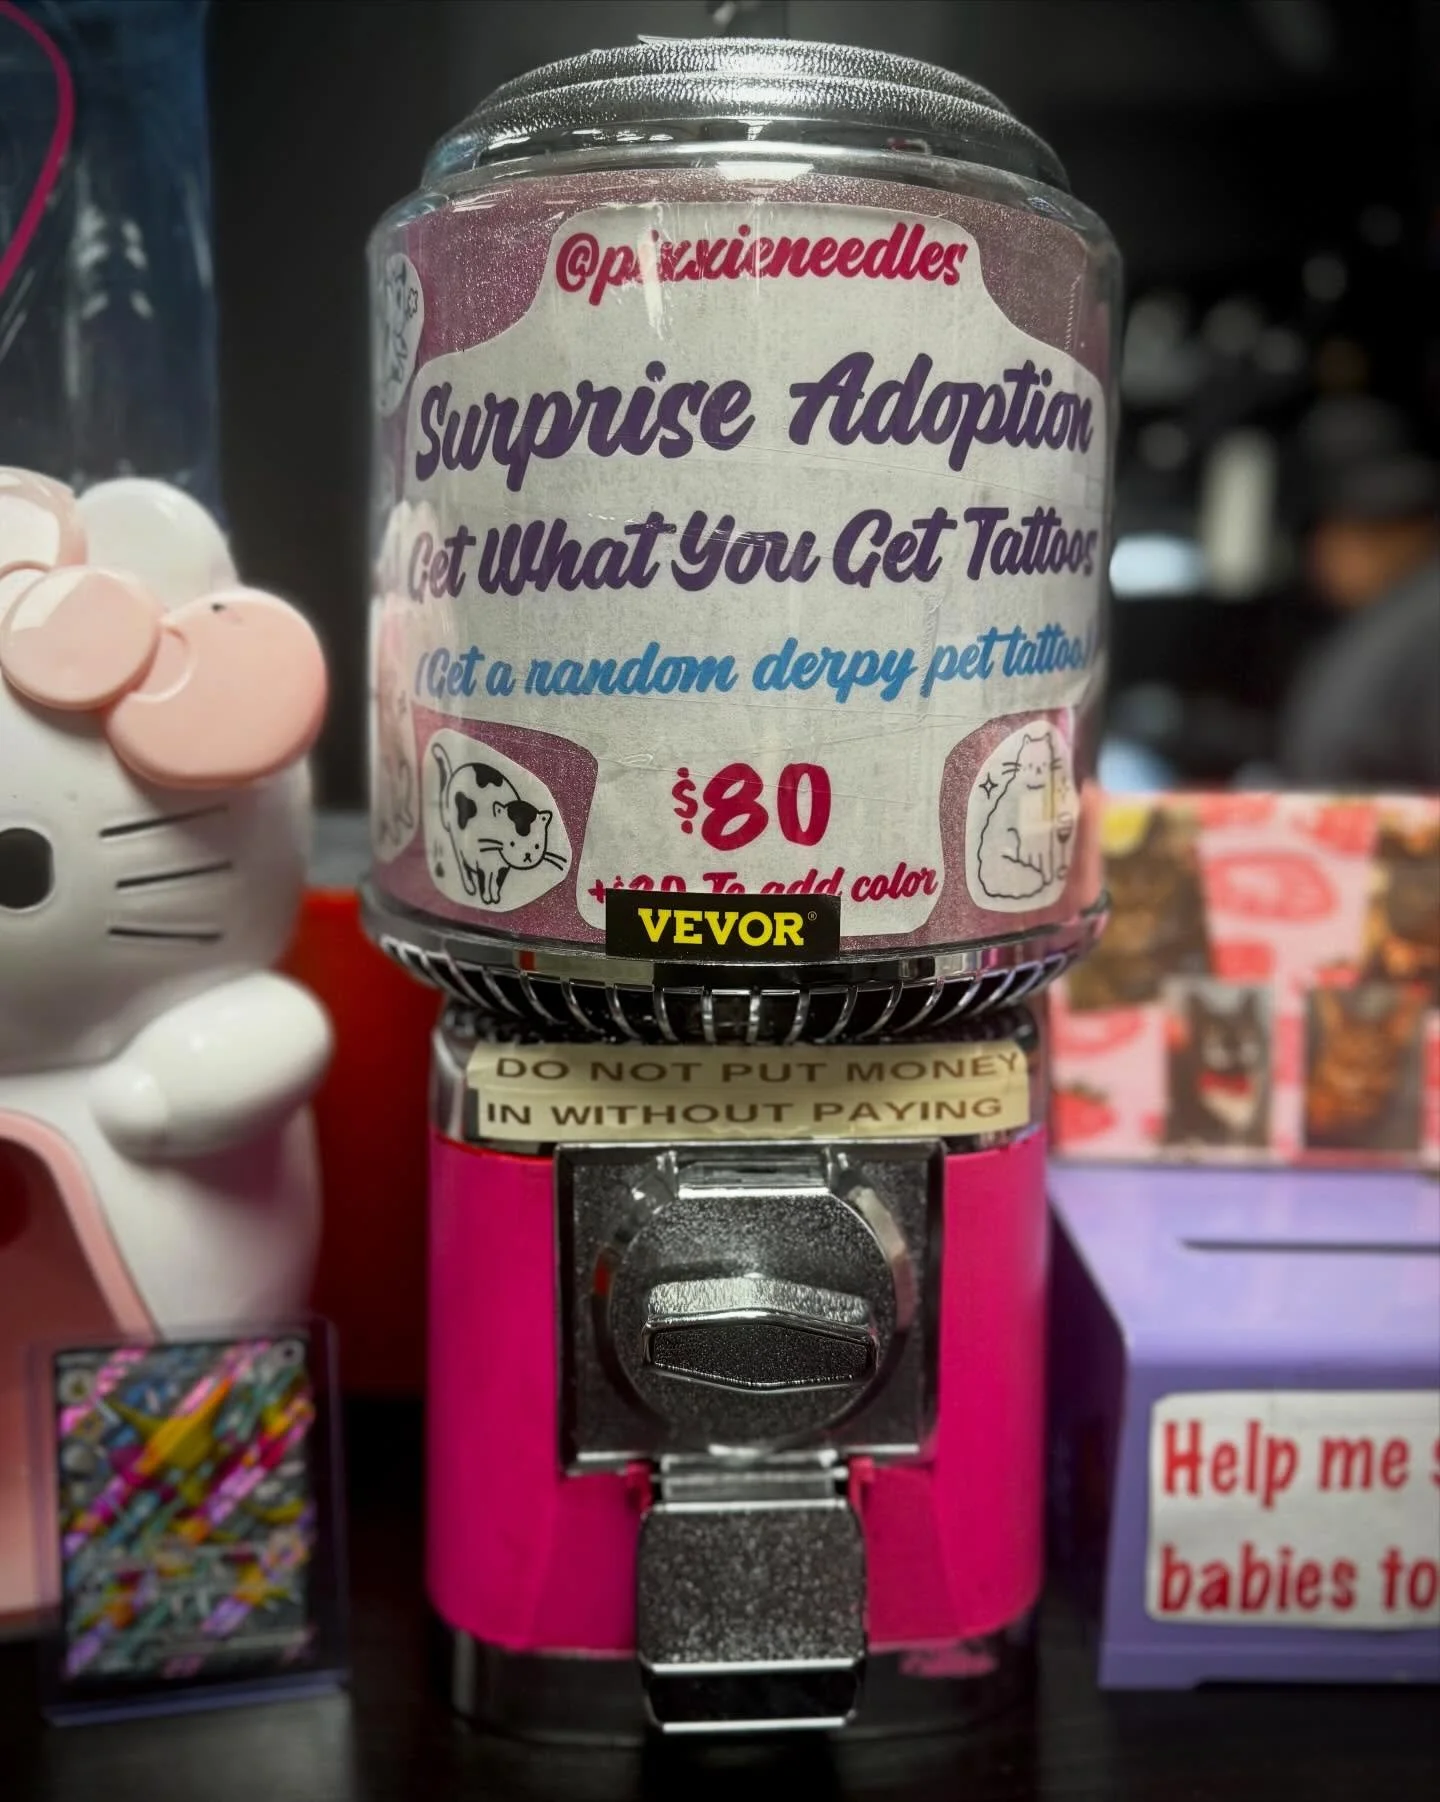 @pixxieneedles
Surprise Adoption
Get What You Get Tattoos
(Get a random derpy pet tattoo!)
$80
To add color
VEVOR®
DO NOT PUT MONEY
IN WITHOUT PAYING
Help me
babies to